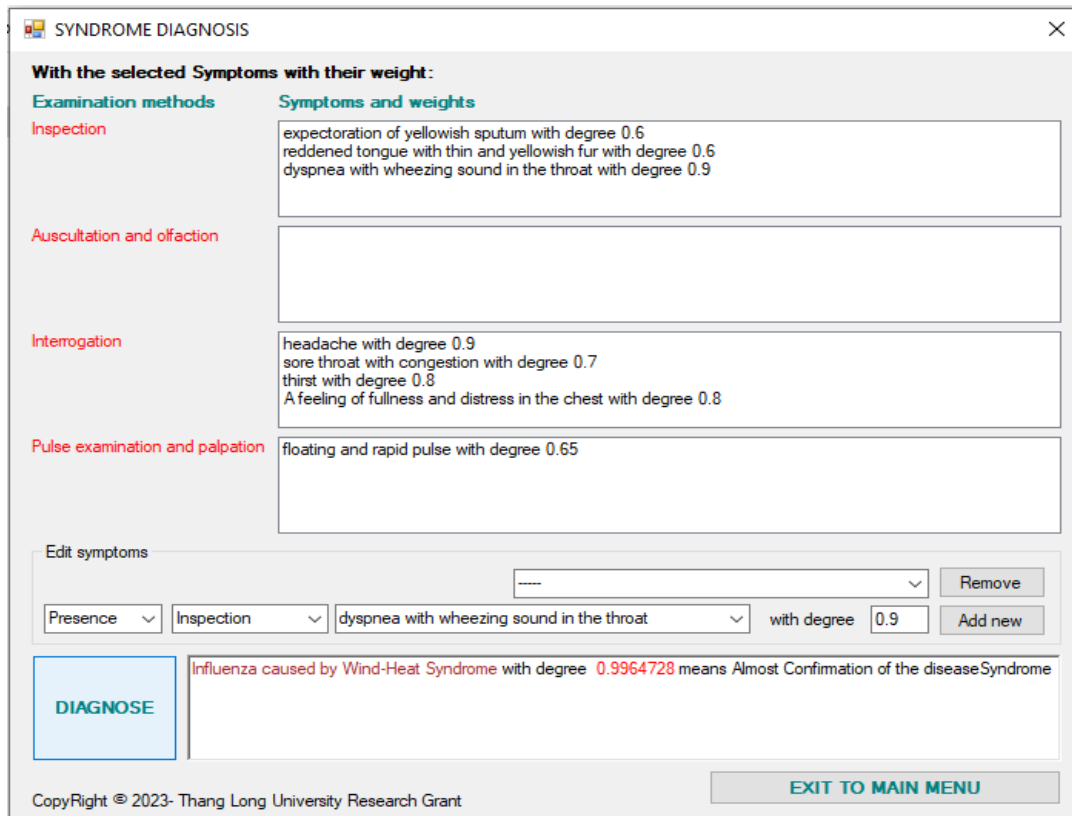 SYNDROME DIAGNOSIS
With the selected Symptoms with their weight:
Examination methods Symptoms and weights
Inspection
expectoration of yellowish sputum with degree 0.6
reddened tongue with thin and yellowish fur with degree 0.6
dyspnea with wheezing sound in the throat with degree 0.9
Auscultation and olfaction
Interrogation
headache with degree 0.9
sore throat with congestion with degree 0.7
thirst with degree 0.8
A feeling of fullness and distress in the chest with degree 0.8
Pulse examination and palpation
floating and rapid pulse with degree 0.65
Edit symptoms
----- Remove
Presence Inspection dyspnea with wheezing sound in the throat with degree 0.9 Add new
DIAGNOSE
Influenza caused by Wind-Heat Syndrome with degree 0.9964728 means Almost Confirmation of the diseaseSyndrome
EXIT TO MAIN MENU
CopyRight © 2023- Thang Long University Research Grant